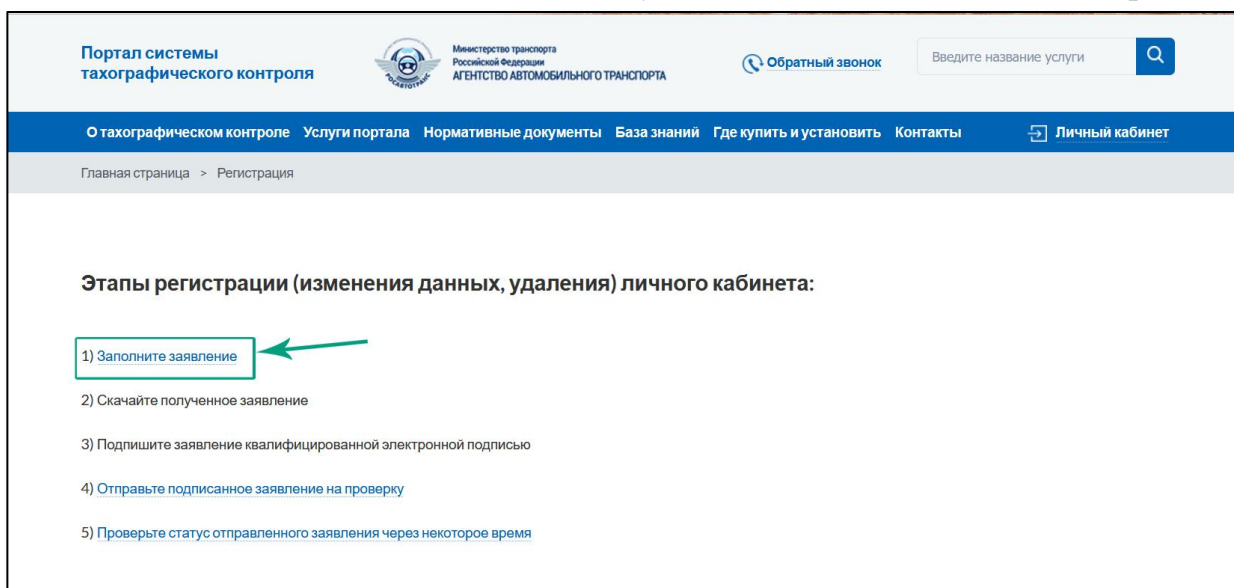 Портал системы
тахографического контроля
РОСАВТОТРАНС
Министерство транспорта
Российской Федерации
АГЕНТСТВО АВТОМОБИЛЬНОГО ТРАНСПОРТА
Обратный звонок
Введите название услуги
О тахографическом контроле Услуги портала Нормативные документы База знаний Где купить и установить Контакты Личный кабинет
Главная страница > Регистрация
Этапы регистрации (изменения данных, удаления) личного кабинета:
1) Заполните заявление
2) Скачайте полученное заявление
3) Подпишите заявление квалифицированной электронной подписью
4) Отправьте подписанное заявление на проверку
5) Проверьте статус отправленного заявления через некоторое время